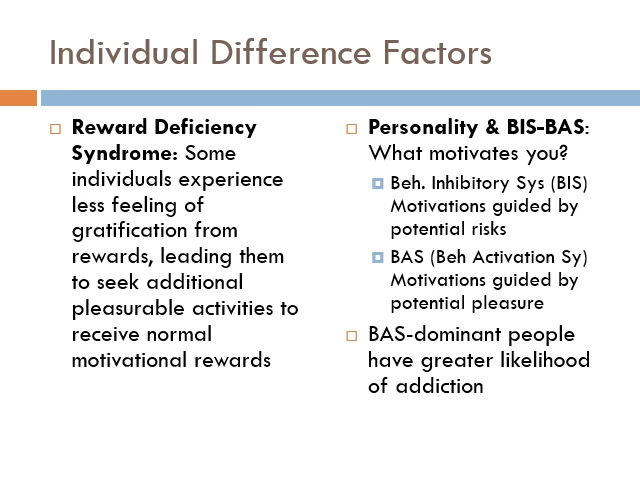 Individual Difference Factors
Reward Deficiency
Syndrome: Some
individuals experience
less feeling of
gratification from
rewards, leading them
to seek additional
pleasurable activities to
receive normal
motivational rewards
Personality & BIS-BAS:
What motivates you?
Beh. Inhibitory Sys (BIS)
Motivations guided by
potential risks
BAS (Beh Activation Sy)
Motivations guided by
potential pleasure
BAS-dominant people
have greater likelihood
of addiction